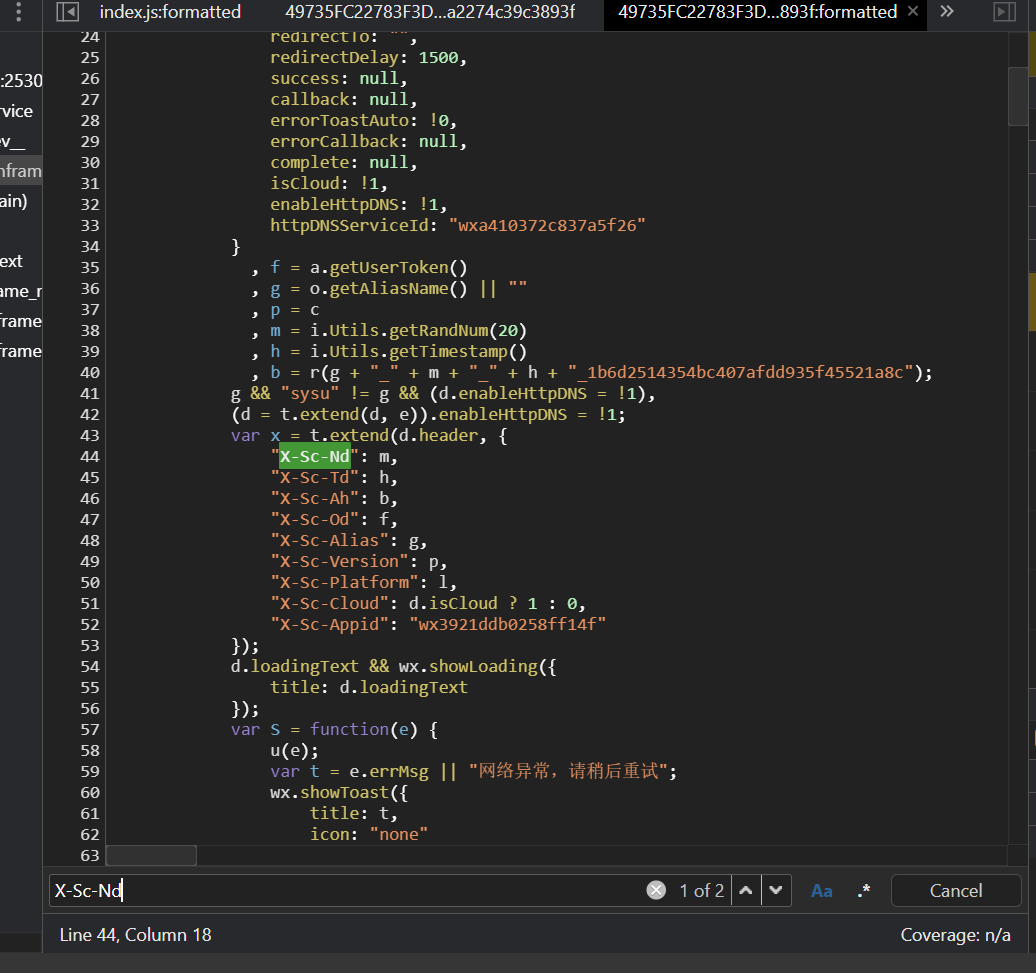 index.js:formatted
49735FC22783F3D...a2274c39c3893f
49735FC22783F3D...893f:formatted
:2530
rvice
ev__
nfram
ain)
ext
ame_r
frame
frame
24 redirectTo: "",
25 redirectDelay: 1500,
26 success: null,
27 callback: null,
28 errorToastAuto: !0,
29 errorCallback: null,
30 complete: null,
31 isCloud: !1,
32 enableHttpDNS: !1,
33 httpDNSServiceId: "wxa410372c837a5f26"
34 }
35 , f = a.getUserToken()
36 , g = o.getAliasName() || ""
37 , p = c
38 , m = i.Utils.getRandNum(20)
39 , h = i.Utils.getTimestamp()
40 , b = r(g + "_" + m + "_" + h + "_1b6d2514354bc407afdd935f45521a8c");
41 g && "sysu" != g && (d.enableHttpDNS = !1),
42 (d = t.extend(d, e)).enableHttpDNS = !1;
43 var x = t.extend(d.header, {
44 "X-Sc-Nd": m,
45 "X-Sc-Td": h,
46 "X-Sc-Ah": b,
47 "X-Sc-Od": f,
48 "X-Sc-Alias": g,
49 "X-Sc-Version": p,
50 "X-Sc-Platform": l,
51 "X-Sc-Cloud": d.isCloud ? 1 : 0,
52 "X-Sc-Appid": "wx3921ddb0258ff14f"
53 });
54 d.loadingText && wx.showLoading({
55 title: d.loadingText
56 });
57 var S = function(e) {
58 u(e);
59 var t = e.errMsg || "网络异常，请稍后重试";
60 wx.showToast({
61 title: t,
62 icon: "none"
63
X-Sc-Nd
1 of 2
Aa
.*
Cancel
Line 44, Column 18
Coverage: n/a